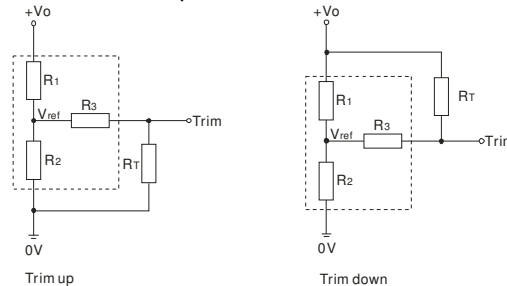 +Vo
R1
Vref
R3
Trim
R2
RT
0V
Trim up
+Vo
R1
RT
Vref
R3
Trim
R2
0V
Trim down